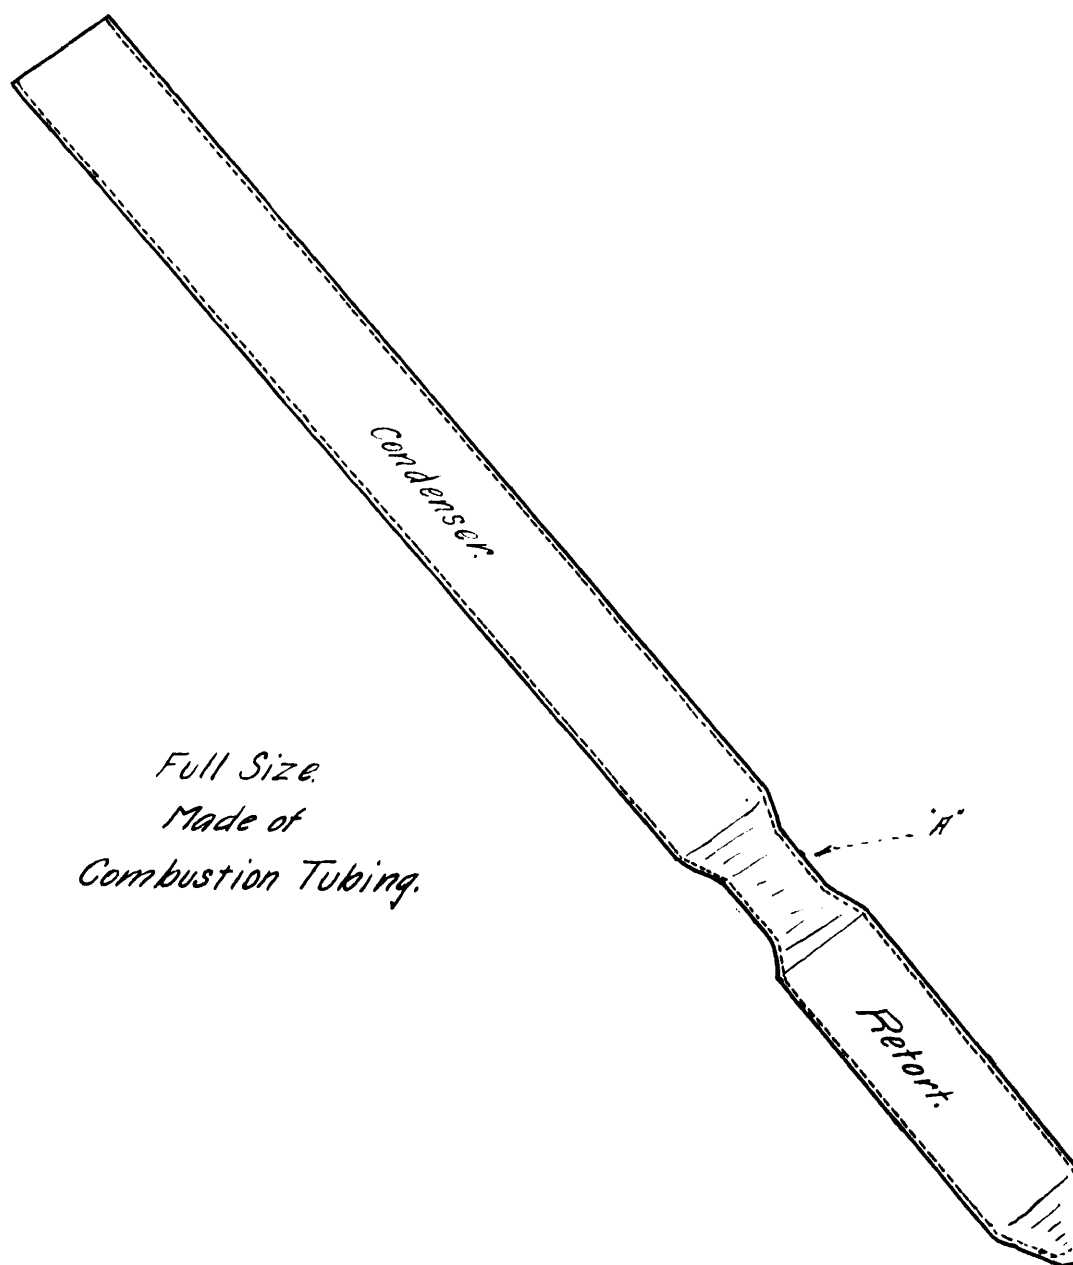 Condenser.
Full Size.
Made of
Combustion Tubing.
"A"
Retort.